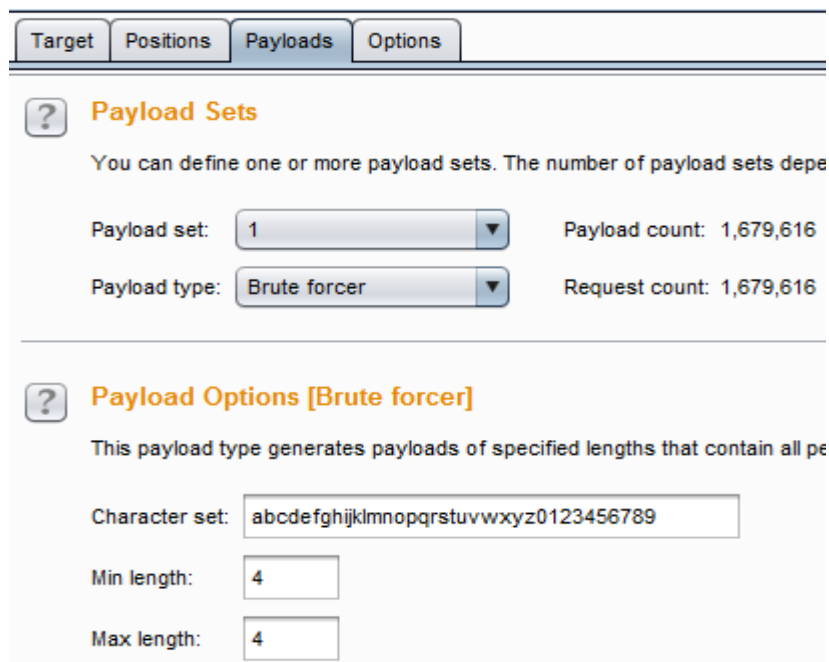 Target Positions Payloads Options
? Payload Sets
You can define one or more payload sets. The number of payload sets depe
Payload set: 1 Payload count: 1,679,616
Payload type: Brute forcer Request count: 1,679,616
? Payload Options [Brute forcer]
This payload type generates payloads of specified lengths that contain all pe
Character set: abcdefghijklmnopqrstuvwxyz0123456789
Min length: 4
Max length: 4